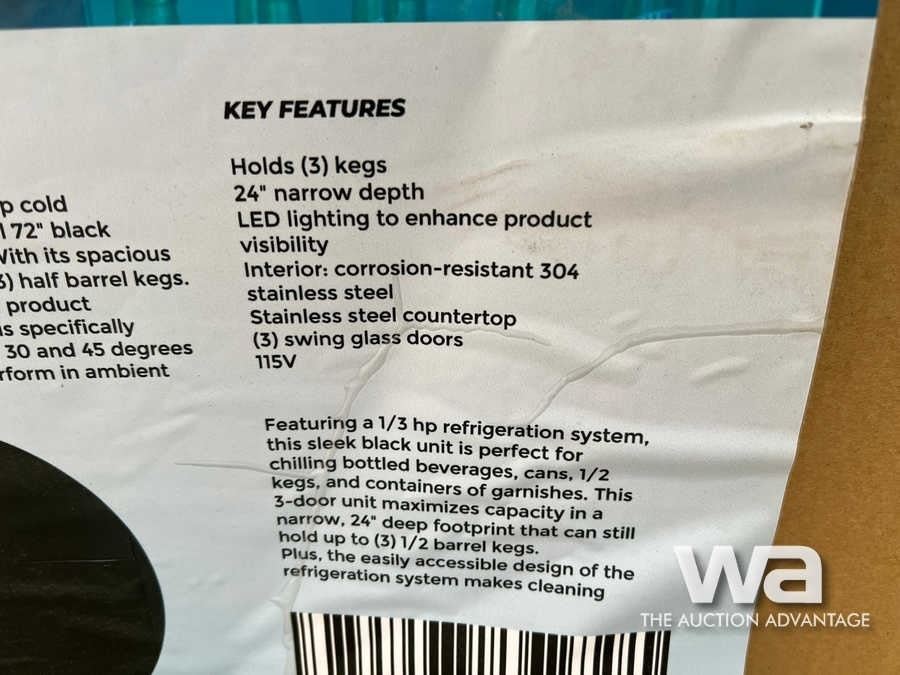 KEY FEATURES
Holds (3) kegs
24" narrow depth
LED lighting to enhance product
visibility
Interior: corrosion-resistant 304
stainless steel
Stainless steel countertop
(3) swing glass doors
115V
p cold
72" black
With its spacious
3) half barrel kegs.
product
is specifically
30 and 45 degrees
rform in ambient
Featuring a 1/3 hp refrigeration system,
this sleek black unit is perfect for
chilling bottled beverages, cans, 1/2
kegs, and containers of garnishes. This
3-door unit maximizes capacity in a
narrow, 24" deep footprint that can still
hold up to (3) 1/2 barrel kegs.
Plus, the easily accessible design of the
refrigeration system makes cleaning
wa
THE AUCTION ADVANTAGE